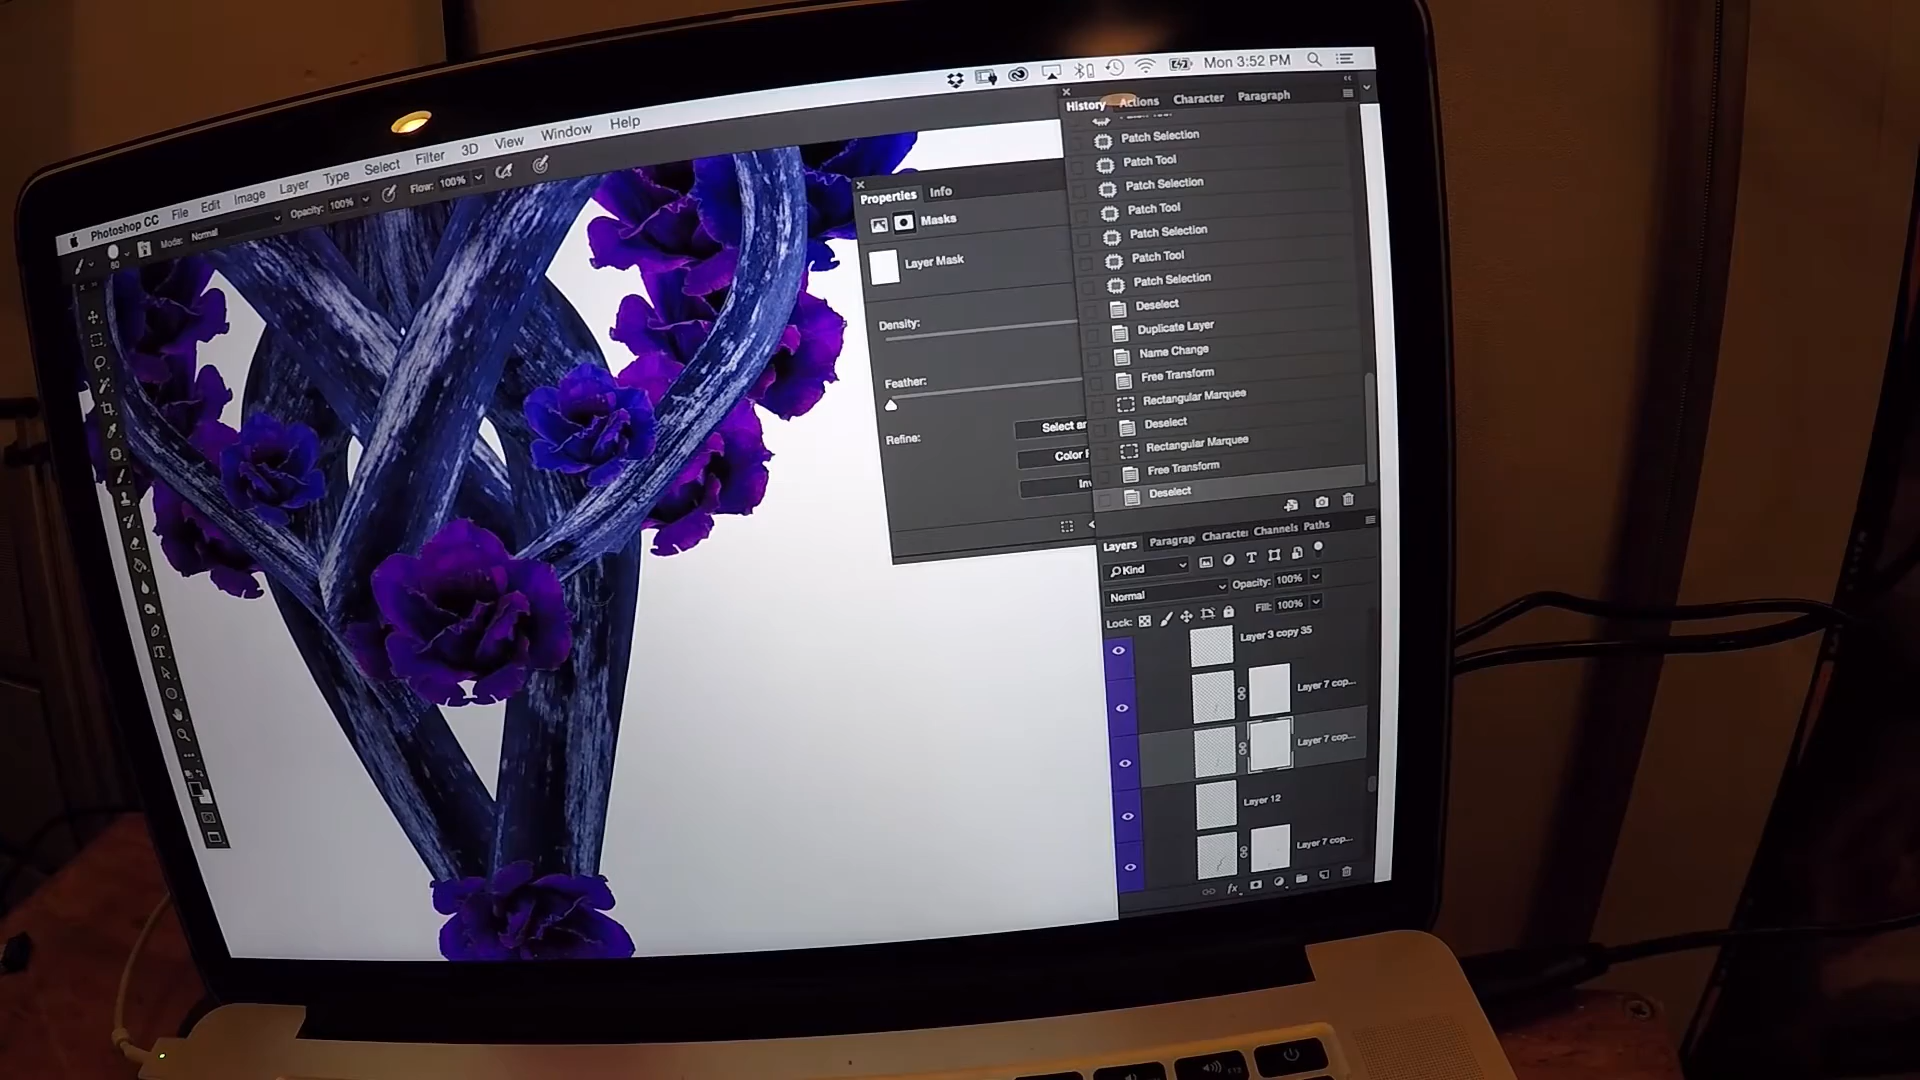 Mon 3:52 PM
Photoshop CC File Edit Image Layer Type Select Filter 3D View Window Help
60 Mode: Normal Opacity: 100% Flow: 100%
History Actions Character Paragraph
Patch Selection
Patch Tool
Patch Selection
Patch Tool
Patch Selection
Patch Tool
Patch Selection
Deselect
Duplicate Layer
Name Change
Free Transform
Rectangular Marquee
Deselect
Rectangular Marquee
Free Transform
Deselect
Properties Info
Masks
Layer Mask
Density:
Feather:
Refine:
Select
Color
Layers Paragrap Characte Channels Paths
Kind
Normal Opacity: 100%
Lock: Fill: 100%
Layer 3 copy 35
Layer 7 cop...
Layer 7 cop...
Layer 12
Layer 7 cop...
fx